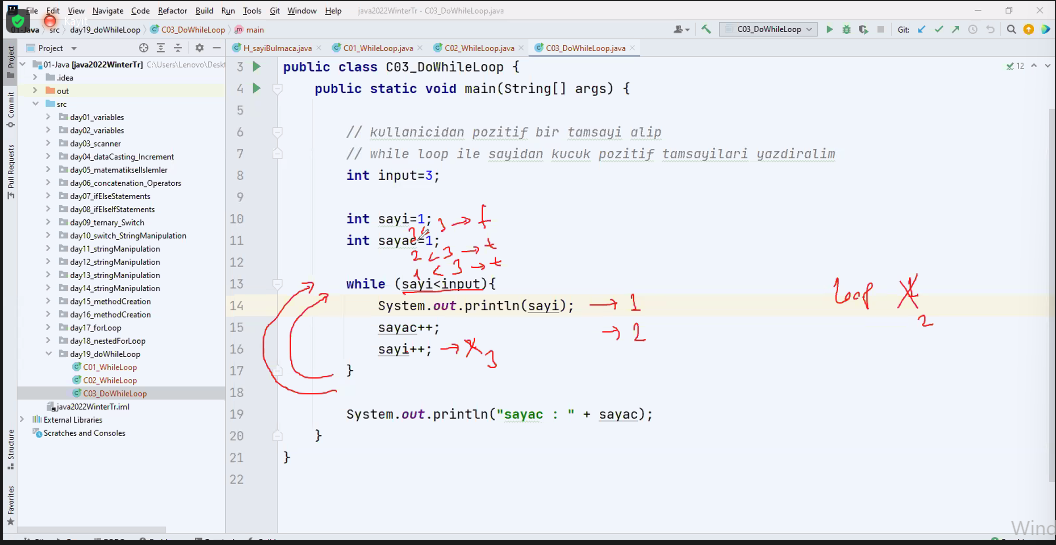 File Edit View Navigate Code Refactor Build Run Tools Git Window Help java2022WinterTr - C03_DoWhileLoop.java
01-Java src day19_doWhileLoop C03_DoWhileLoop main C03_DoWhileLoop Git:
Project H_sayiBulmaca.java C01_WhileLoop.java C02_WhileLoop.java C03_DoWhileLoop.java
Project
Commit
Pull Requests
Structure
Favorites
01-Java [java2022WinterTr] C:\Users\Lenovo\Deskt
.idea
out
src
day01_variables
day02_variables
day03_scanner
day04_dataCasting_Increment
day05_matematikselIslemler
day06_concatenation_Operators
day07_ifElseStatements
day08_ifElseIfStatements
day09_ternary_Switch
day10_switch_StringManipulation
day11_stringManipulation
day12_stringManipulation
day13_stringManipulation
day14_stringManipulation
day15_methodCreation
day16_methodCreation
day17_forLoop
day18_nestedForLoop
day19_doWhileLoop
C01_WhileLoop
C02_WhileLoop
C03_DoWhileLoop
java2022WinterTr.iml
External Libraries
Scratches and Consoles
12
3 public class C03_DoWhileLoop {
4 public static void main(String[] args) {
5
6 // kullanicidan pozitif bir tamsayi alip
7 // while loop ile sayidan kucuk pozitif tamsayilari yazdiralim
8 int input=3;
9
10 int sayi=1;
3<3 → f
11 int sayac=1;
2<3 → t
12
1<3 → t
13 while (sayi<input){
14 System.out.println(sayi); → 1
15 sayac++; → 2
16 sayi++; → 3
17 }
18
19 System.out.println("sayac : " + sayac);
20 }
21 }
22
loop 2
Wind